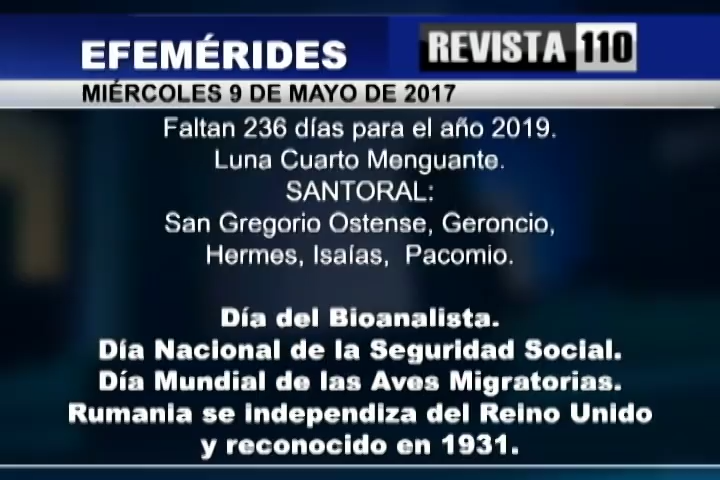 EFEMÉRIDES
REVISTA 110
MIÉRCOLES 9 DE MAYO DE 2017
Faltan 236 días para el año 2019.
Luna Cuarto Menguante.
SANTORAL:
San Gregorio Ostense, Geroncio,
Hermes, Isaías, Pacomio.
Día del Bioanalista.
Día Nacional de la Seguridad Social.
Día Mundial de las Aves Migratorias.
Rumania se independiza del Reino Unido
y reconocido en 1931.